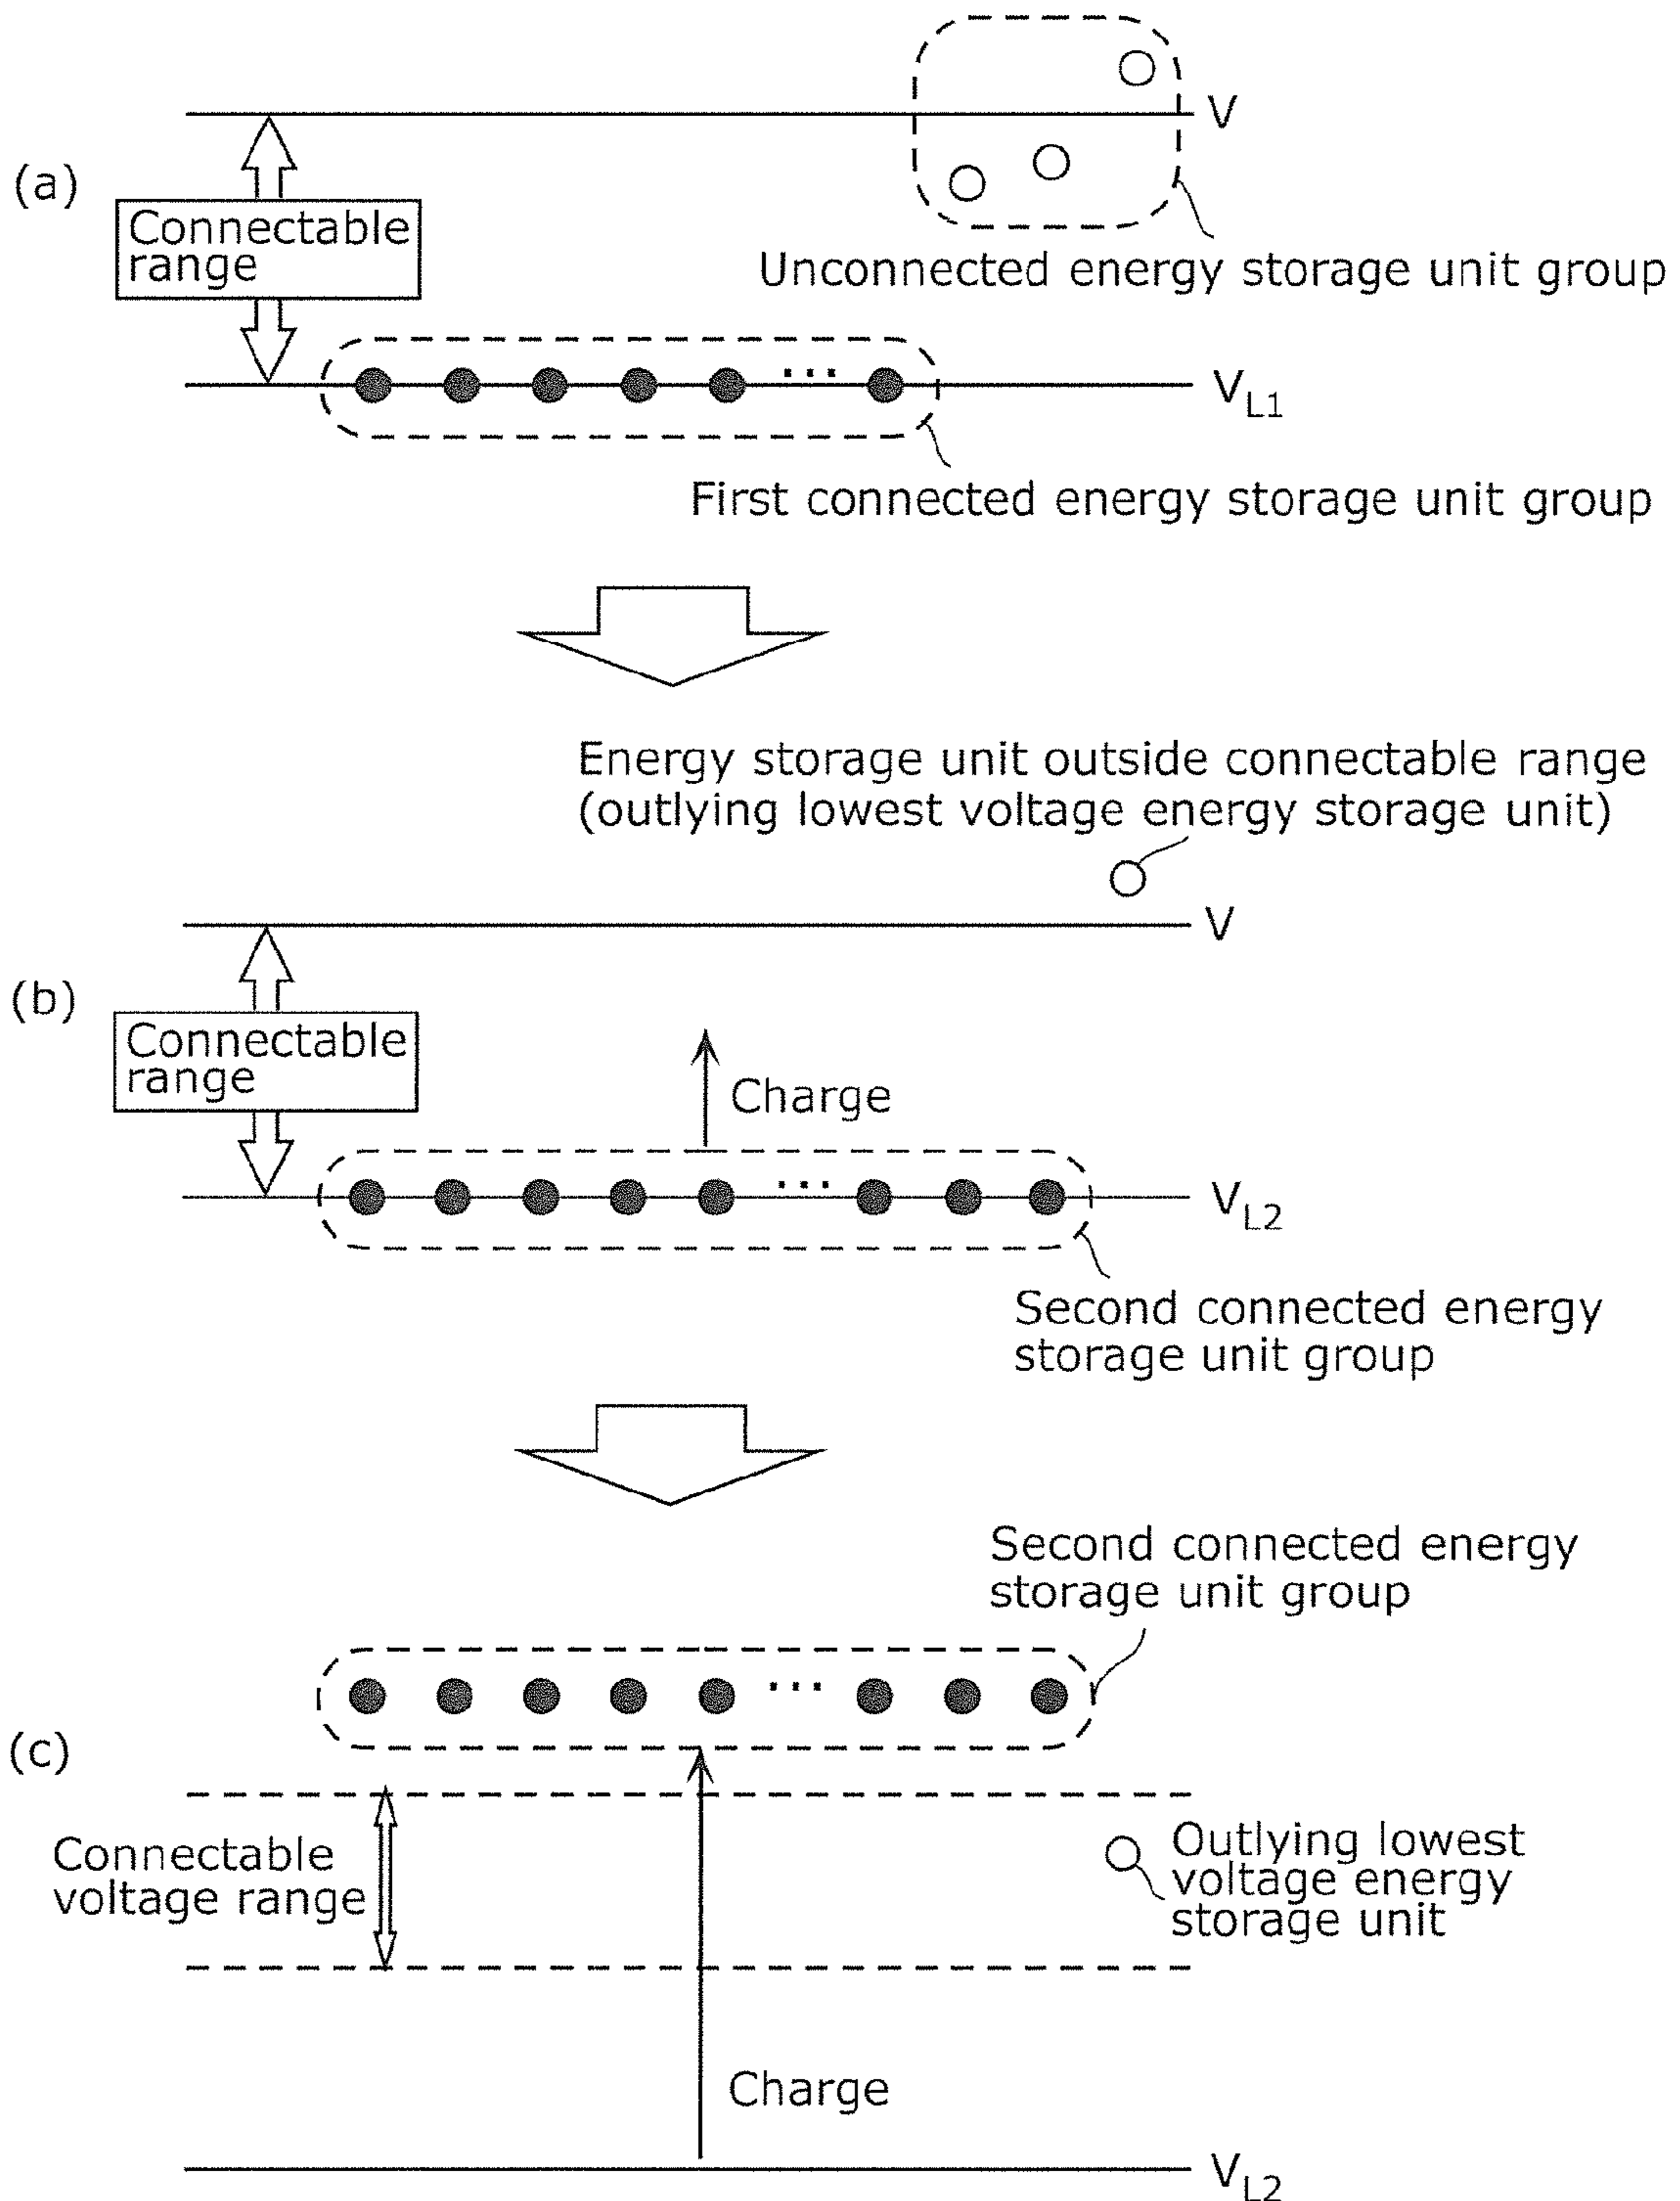 V
(a)
Connectable
range
Unconnected energy storage unit group
...
VL1
First connected energy storage unit group
Energy storage unit outside connectable range
(outlying lowest voltage energy storage unit)
V
(b)
Connectable
range
Charge
...
VL2
Second connected energy
storage unit group
Second connected energy
storage unit group
...
(c)
Connectable
voltage range
Outlying lowest
voltage energy
storage unit
Charge
VL2